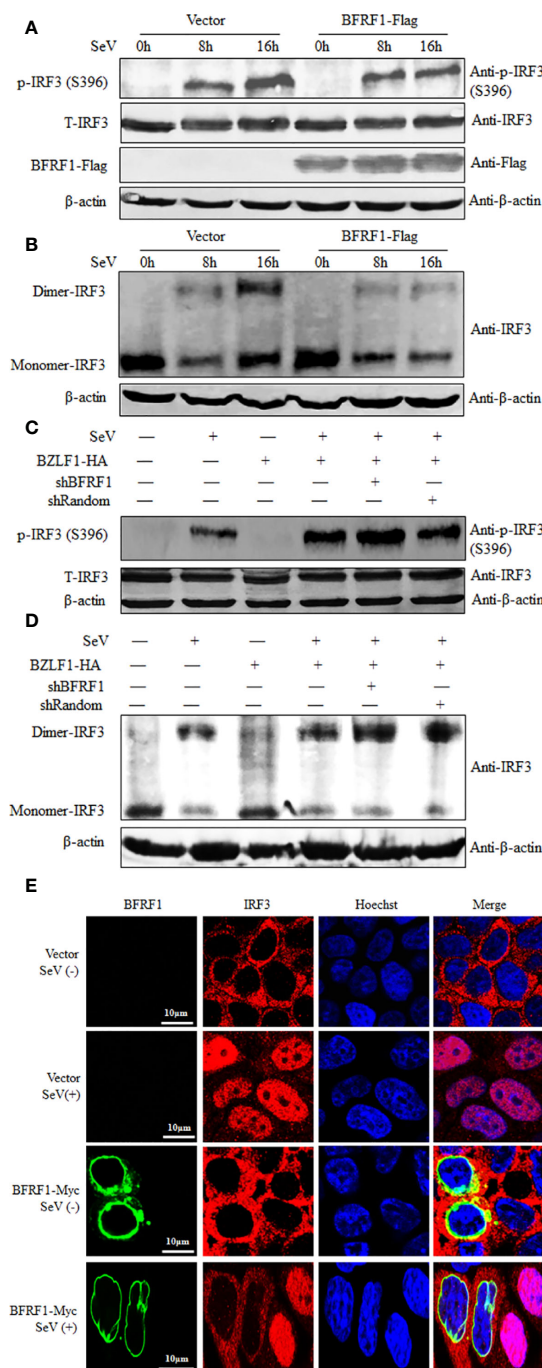 A
Vector BFRF1-Flag
SeV 0h 8h 16h 0h 8h 16h
p-IRF3 (S396) Anti-p-IRF3
(S396)
T-IRF3 Anti-IRF3
BFRF1-Flag Anti-Flag
β-actin Anti-β-actin
B
Vector BFRF1-Flag
SeV 0h 8h 16h 0h 8h 16h
Dimer-IRF3
Anti-IRF3
Monomer-IRF3
β-actin Anti-β-actin
C
SeV — + — + + +
BZLF1-HA — — + + + +
shBFRF1 — — — — + —
shRandom — — — — — +
p-IRF3 (S396) Anti-p-IRF3
(S396)
T-IRF3 Anti-IRF3
β-actin Anti-β-actin
D
SeV — + — + + +
BZLF1-HA — — + + + +
shBFRF1 — — — — + —
shRandom — — — — — +
Dimer-IRF3
Anti-IRF3
Monomer-IRF3
β-actin Anti-β-actin
E
BFRF1 IRF3 Hoechst Merge
Vector
SeV (-)
10μm
Vector
SeV(+)
10μm
BFRF1-Myc
SeV (-)
10μm
BFRF1-Myc
SeV (+)
10μm